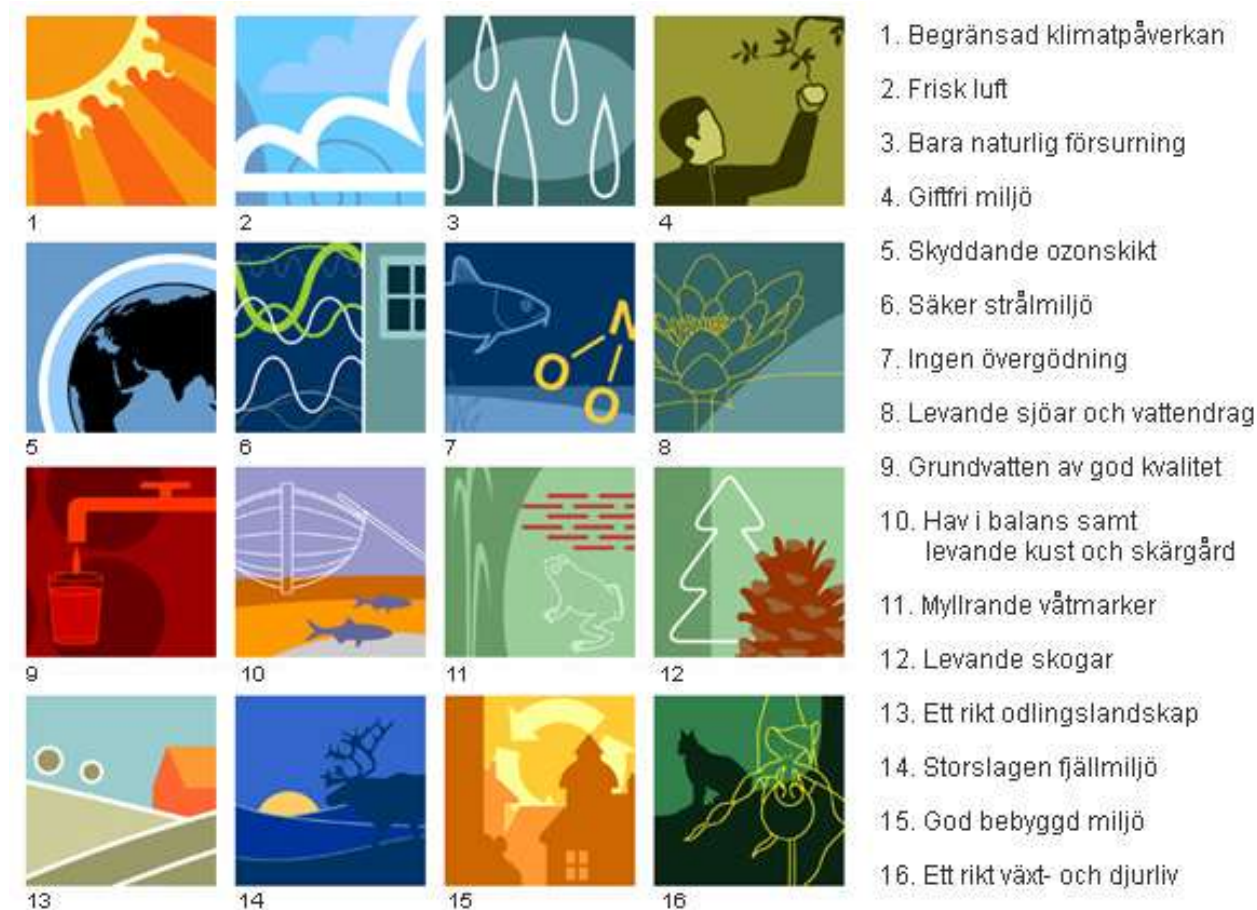 1
2
3
4
5
6
7
O
N
O
8
9
10
11
12
13
14
15
16
1. Begränsad klimatpåverkan
2. Frisk luft
3. Bara naturlig försurning
4. Giftfri miljö
5. Skyddande ozonskikt
6. Säker strålmiljö
7. Ingen övergödning
8. Levande sjöar och vattendrag
9. Grundvatten av god kvalitet
10. Hav i balans samt
levande kust och skärgård
11. Myllrande våtmarker
12. Levande skogar
13. Ett rikt odlingslandskap
14. Storslagen fjällmiljö
15. God bebyggd miljö
16. Ett rikt växt- och djurliv